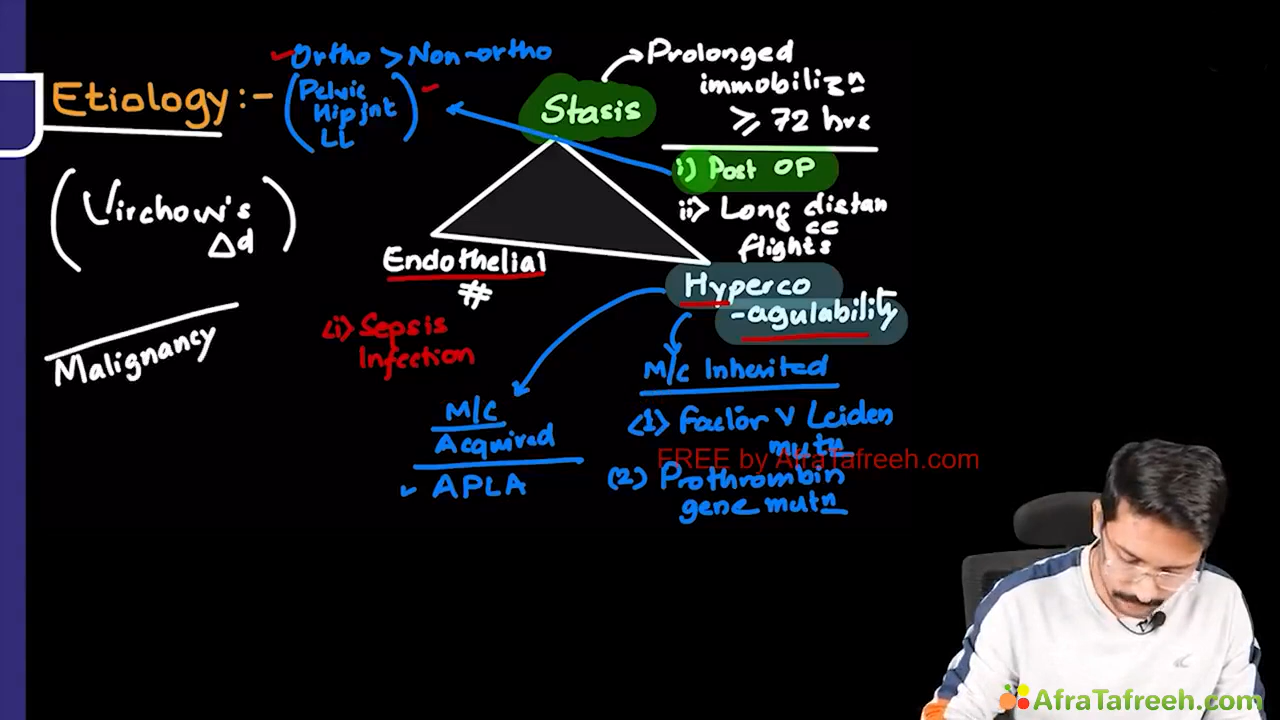 Etiology:-
Ortho > Non-ortho
(Pelvic
Hip jnt
LL)
Stasis
Prolonged
immobilizn
≥ 72 hrs
i) Post OP
ii) Long distan
ce
flights
(Virchow's
Δd)
Malignancy
Endothelial
#
(i) Sepsis
Infection
Hyperco
-agulability
M/C
Acquired
✓ APLA
M/C Inherited
(1) Factor V Leiden
mutn
(2) Prothrombin
gene mutn
FREE by AfraTafreeh.com
AfraTafreeh.com